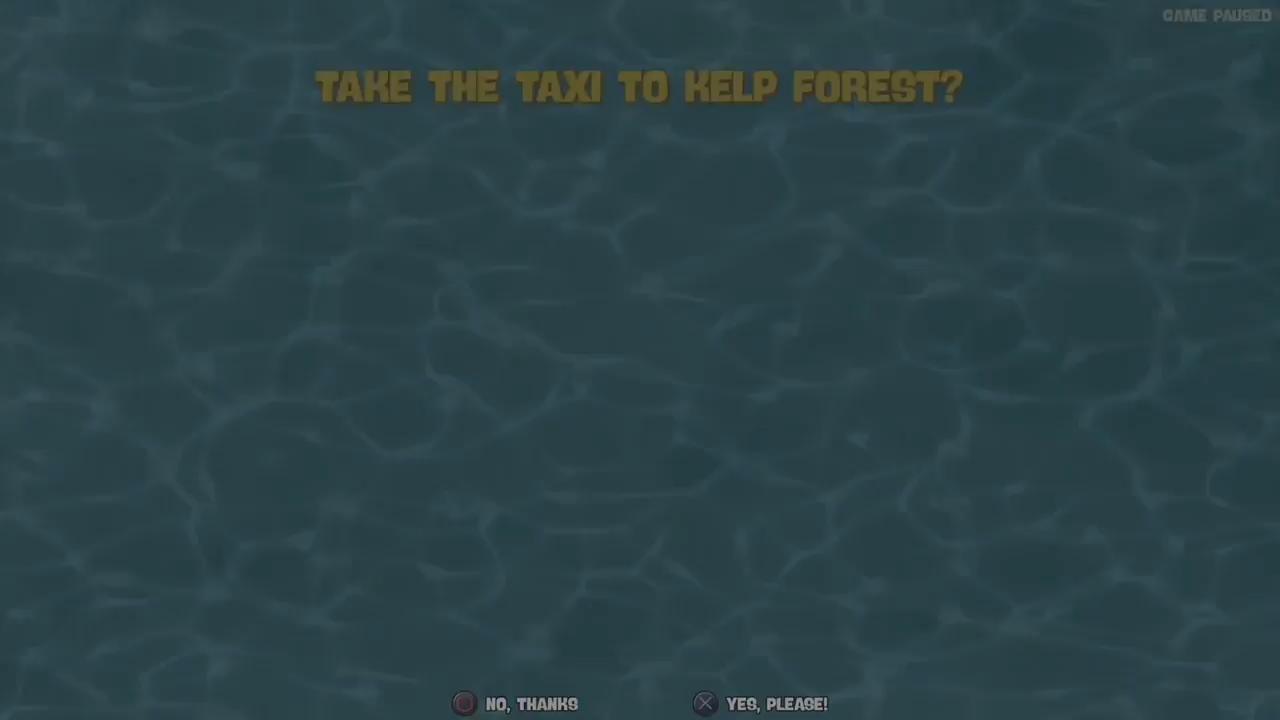 GAME PAUSED
TAKE THE TAXI TO KELP FOREST?
NO, THANKS
YES, PLEASE!